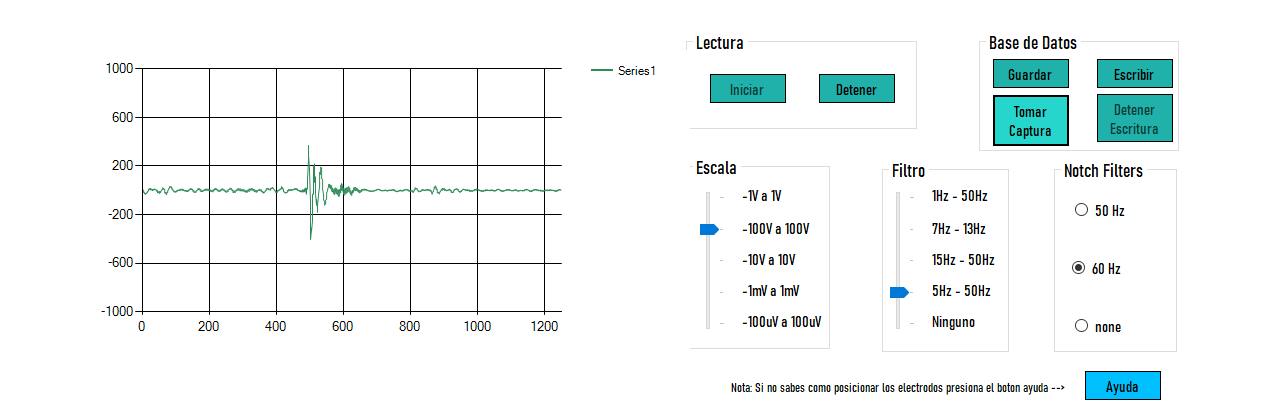 1000
600
200
-200
-600
-1000
0
200
400
600
800
1000
1200
Series1
Lectura
Iniciar
Detener
Base de Datos
Guardar
Escribir
Tomar
Captura
Detener
Escritura
Escala
-1V a 1V
-100V a 100V
-10V a 10V
-1mV a 1mV
-100uV a 100uV
Filtro
1Hz - 50Hz
7Hz - 13Hz
15Hz - 50Hz
5Hz - 50Hz
Ninguno
Notch Filters
50 Hz
60 Hz
none
Nota: Si no sabes como posicionar los electrodos presiona el boton ayuda -->
Ayuda